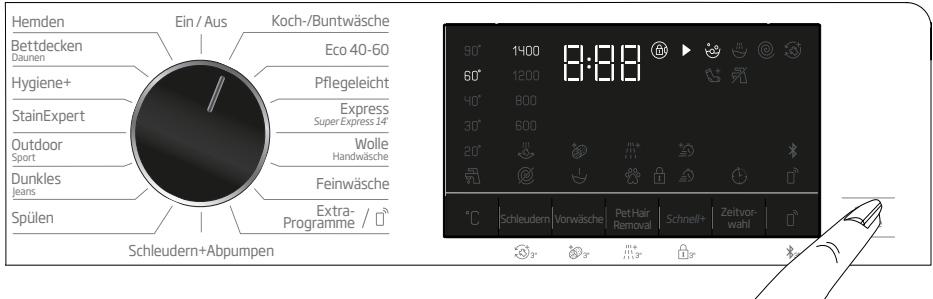 Hemden
Bettdecken
Daunen
Hygiene+
StainExpert
Outdoor
Sport
Dunkles
Jeans
Spülen
Ein / Aus
Koch-/Buntwäsche
Eco 40-60
Pflegeleicht
Express
Super Express 14'
Wolle
Handwäsche
Feinwäsche
Extra-
Programme /
Schleudern+Abpumpen
90° 1400 8:88
60° 1200
40° 800
30° 600
20°
°C Schleudern Vorwäsche Pet Hair Removal Schnell+ Zeitvor-
wahl
3" 3" 3" 3" 3"